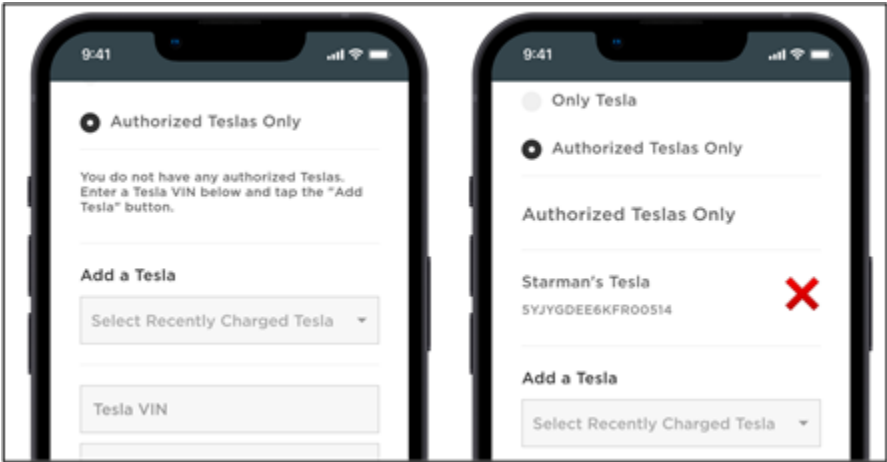 9:41
Authorized Teslas Only
You do not have any authorized Teslas.
Enter a Tesla VIN below and tap the "Add
Tesla" button.
Add a Tesla
Select Recently Charged Tesla
Tesla VIN
9:41
Only Tesla
Authorized Teslas Only
Authorized Teslas Only
Starman's Tesla
5YJYGDEE6KFR00514
Add a Tesla
Select Recently Charged Tesla